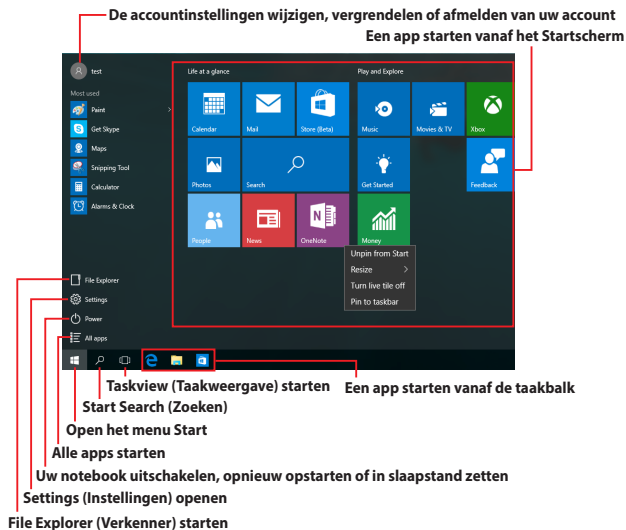 De accountinstellingen wijzigen, vergrendelen of afmelden van uw account
Een app starten vanaf het Startscherm
test
Most used
Paint
Get Skype
Maps
Snipping Tool
Calculator
Alarms & Clock
File Explorer
Settings
Power
All apps
Life at a glance
Play and Explore
Calendar
Mail
Store (Beta)
Music
Movies & TV
Xbox
Photos
Search
Get Started
Feedback
People
News
OneNote
Money
Unpin from Start
Resize
Turn live tile off
Pin to taskbar
Taskview (Taakweergave) starten
Een app starten vanaf de taakbalk
Start Search (Zoeken)
Open het menu Start
Alle apps starten
Uw notebook uitschakelen, opnieuw opstarten of in slaapstand zetten
Settings (Instellingen) openen
File Explorer (Verkenner) starten